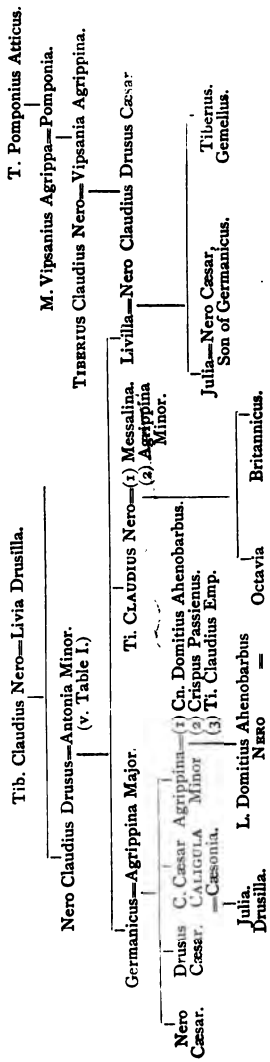 T. Pomponius Atticus.
Tib. Claudius Nero=Livia Drusilla.
M. Vipsanius Agrippa=Pomponia.
Nero Claudius Drusus=Antonia Minor.
(v. Table I.)
TIBERIUS Claudius Nero=Vipsania Agrippina.
Germanicus=Agrippina Major.
Ti. CLAUDIUS Nero=(1) Messalina.
(2) Agrippina
Minor.
Livilla=Nero Claudius Drusus Cæsar
Nero
Cæsar.
Drusus
Cæsar.
C. Cæsar
CALIGULA
=Cæsonia.
Agrippina=(1) Cn. Domitius Ahenobarbus.
Minor (2) Crispus Passienus.
(3) Ti. Claudius Emp.
Julia=Nero Cæsar,
Son of Germanicus.
Tiberius.
Gemellus.
Julia
Drusilla.
L. Domitius Ahenobarbus
NERO = Octavia
Britannicus.